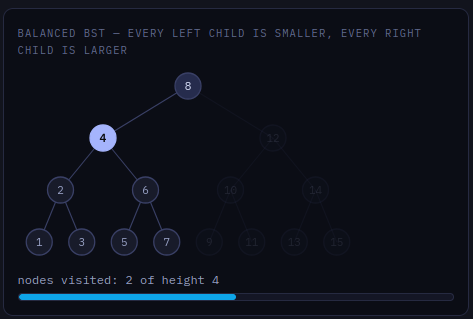 BALANCED BST — EVERY LEFT CHILD IS SMALLER, EVERY RIGHT
CHILD IS LARGER
8
4 12
2 6 10 14
1 3 5 7 9 11 13 15
nodes visited: 2 of height 4